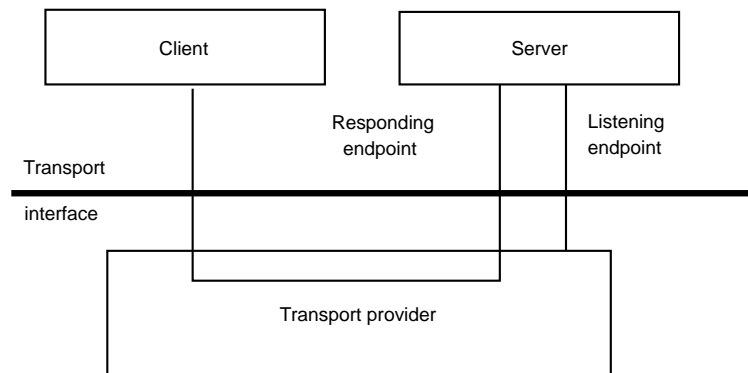 Client
Server
Responding
endpoint
Listening
endpoint
Transport
interface
Transport provider